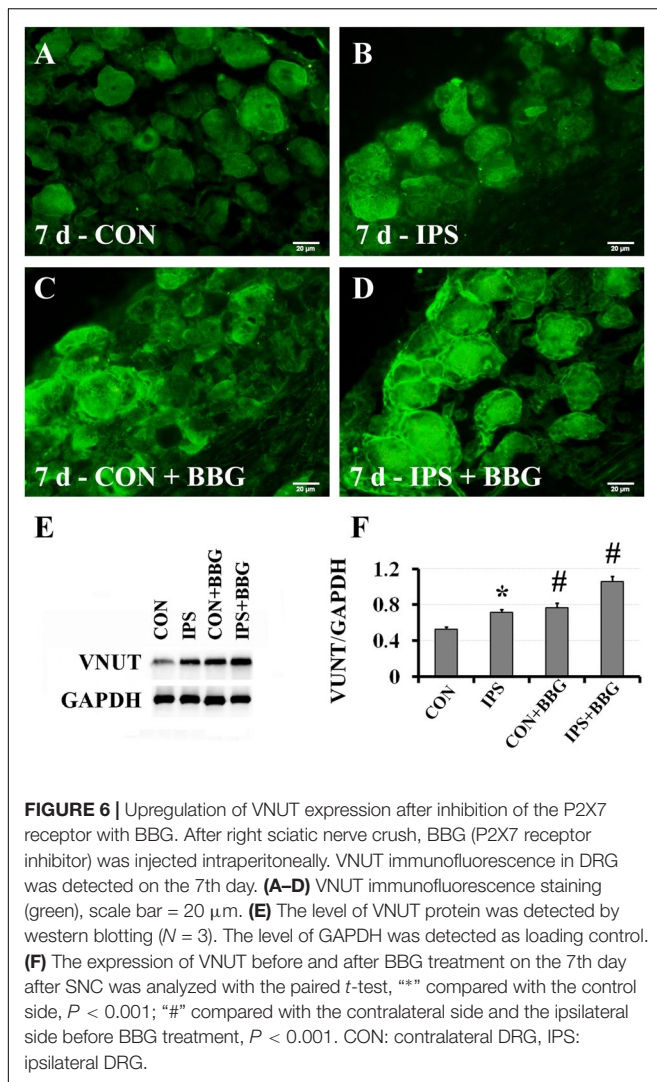 A
B
7 d - CON
20 µm
7 d - IPS
20 µm
C
D
7 d - CON + BBG
20 µm
7 d - IPS + BBG
20 µm
E
CON
IPS
CON+BBG
IPS+BBG
VNUT
GAPDH
F
VUNT/GAPDH
1.2
0.8
0.4
0
*
#
#
CON
IPS
CON+BBG
IPS+BBG
FIGURE 6 | Upregulation of VNUT expression after inhibition of the P2X7
receptor with BBG. After right sciatic nerve crush, BBG (P2X7 receptor
inhibitor) was injected intraperitoneally. VNUT immunofluorescence in DRG
was detected on the 7th day. (A–D) VNUT immunofluorescence staining
(green), scale bar = 20 µm. (E) The level of VNUT protein was detected by
western blotting (N = 3). The level of GAPDH was detected as loading control.
(F) The expression of VNUT before and after BBG treatment on the 7th day
after SNC was analyzed with the paired t-test, “*” compared with the control
side, P < 0.001; “#” compared with the contralateral side and the ipsilateral
side before BBG treatment, P < 0.001. CON: contralateral DRG, IPS:
ipsilateral DRG.